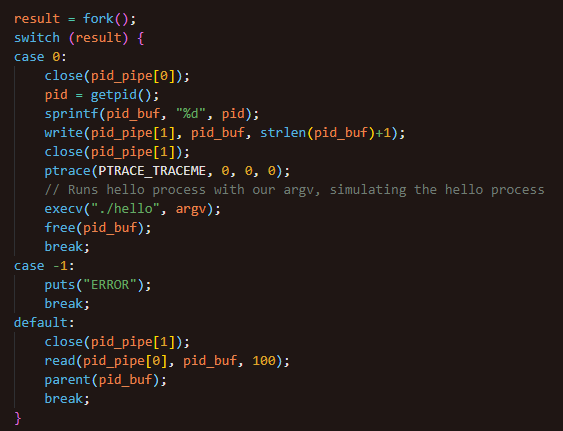 result = fork();
switch (result) {
case 0:
    close(pid_pipe[0]);
    pid = getpid();
    sprintf(pid_buf, "%d", pid);
    write(pid_pipe[1], pid_buf, strlen(pid_buf)+1);
    close(pid_pipe[1]);
    ptrace(PTRACE_TRACEME, 0, 0, 0);
    // Runs hello process with our argv, simulating the hello process
    execv("./hello", argv);
    free(pid_buf);
    break;
case -1:
    puts("ERROR");
    break;
default:
    close(pid_pipe[1]);
    read(pid_pipe[0], pid_buf, 100);
    parent(pid_buf);
    break;
}